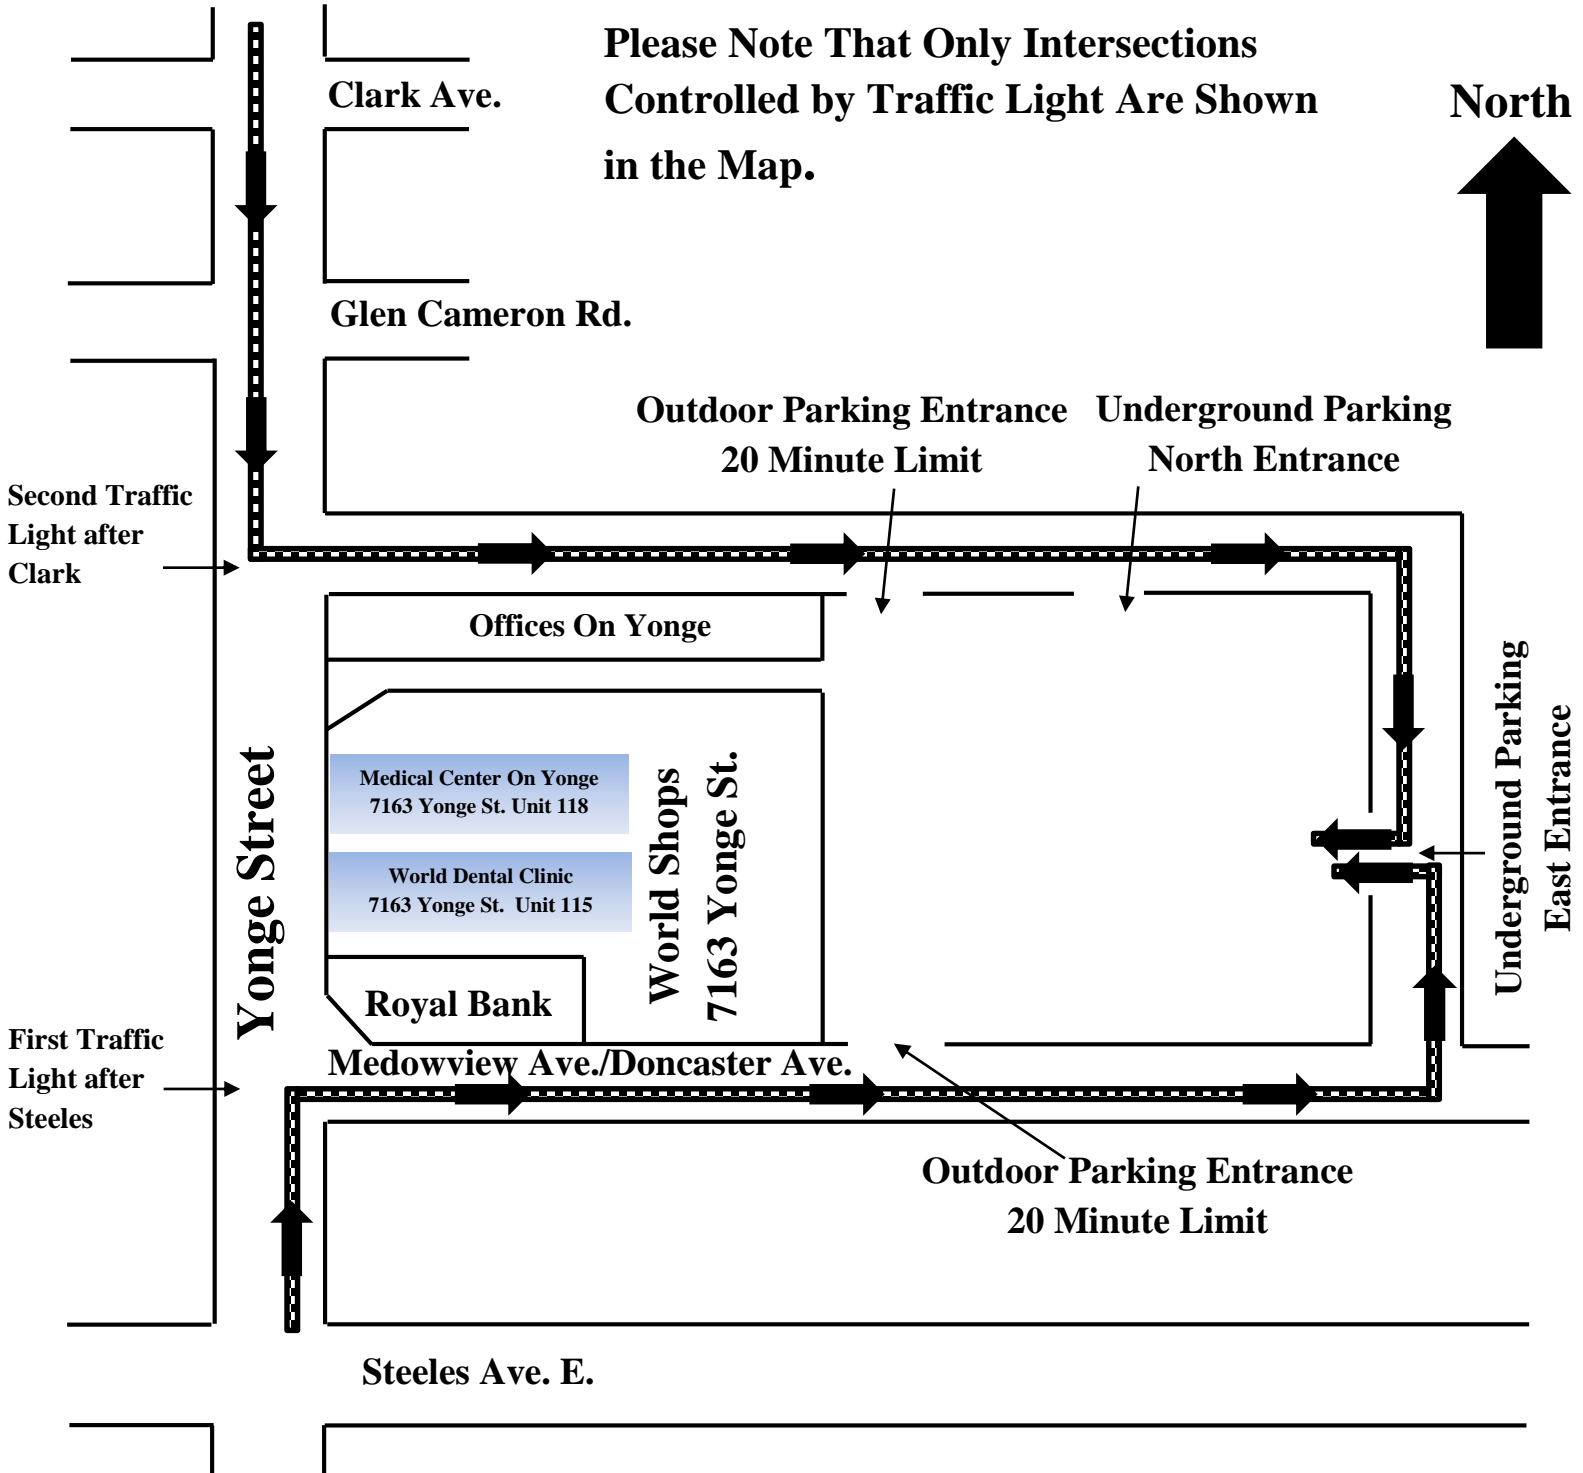 Please Note That Only Intersections
Controlled by Traffic Light Are Shown
in the Map.
North
Clark Ave.
Glen Cameron Rd.
Outdoor Parking Entrance
20 Minute Limit
Underground Parking
North Entrance
Second Traffic
Light after
Clark
Offices On Yonge
Yonge Street
Medical Center On Yonge
7163 Yonge St. Unit 118
World Dental Clinic
7163 Yonge St.  Unit 115
World Shops
7163 Yonge St.
Underground Parking
East Entrance
Royal Bank
First Traffic
Light after
Steeles
Medowview Ave./Doncaster Ave.
Outdoor Parking Entrance
20 Minute Limit
Steeles Ave. E.